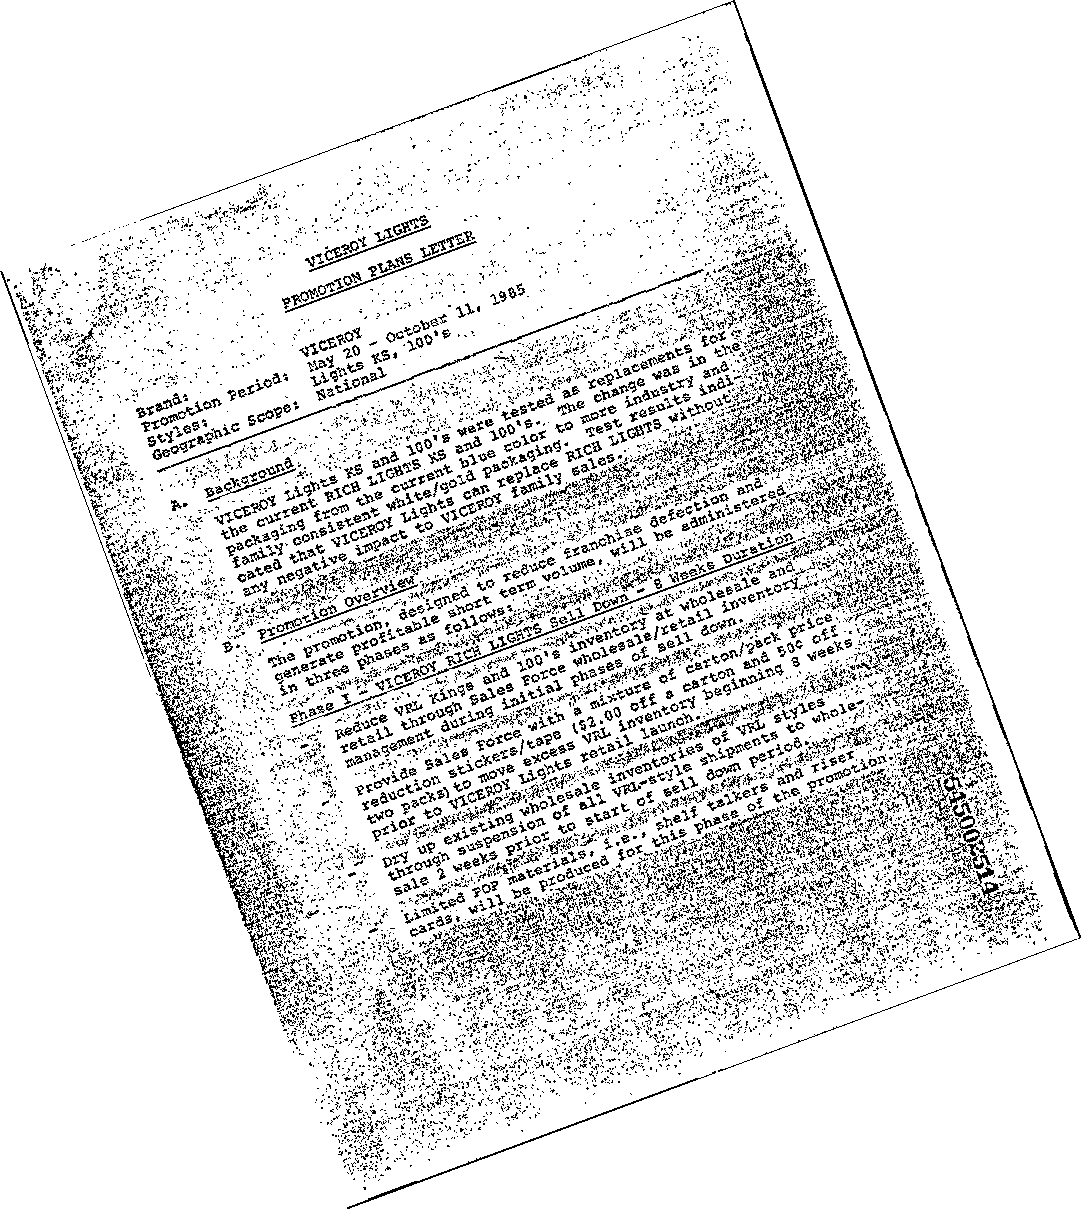 VICEROY LIGHTS
PROMOTION PLANS LETTER
Brand: VICEROY
Promotion Period: May 20 - October 11, 1985
Styles: Lights KS, 100's
Geographic Scope: National
A. Background
VICEROY Lights KS and 100's were tested as replacements for
the current RICH LIGHTS KS and 100's. The change was in the
packaging from the current blue color to more industry and
family consistent white/gold packaging. Test results indi-
cated that VICEROY Lights can replace RICH LIGHTS without
any negative impact to VICEROY family sales.
B. Promotion Overview
The promotion, designed to reduce franchise defection and
generate profitable short term volume, will be administered
in three phases as follows:
Phase I - VICEROY RICH LIGHTS Sell Down - 8 Weeks Duration
Reduce VRL Kings and 100's inventory at wholesale and
retail through Sales Force wholesale/retail inventory
management during initial phases of sell down.
Provide Sales Force with a mixture of carton/pack price
reduction stickers/tape ($2.00 off a carton and 50¢ off
two packs) to move excess VRL inventory beginning 8 weeks
prior to VICEROY Lights retail launch.
Dry up existing wholesale inventories of VRL styles
through suspension of all VRL-style shipments to whole-
sale 2 weeks prior to start of sell down period.
Limited POP materials, i.e., shelf talkers and riser
cards, will be produced for this phase of the promotion.
545002514